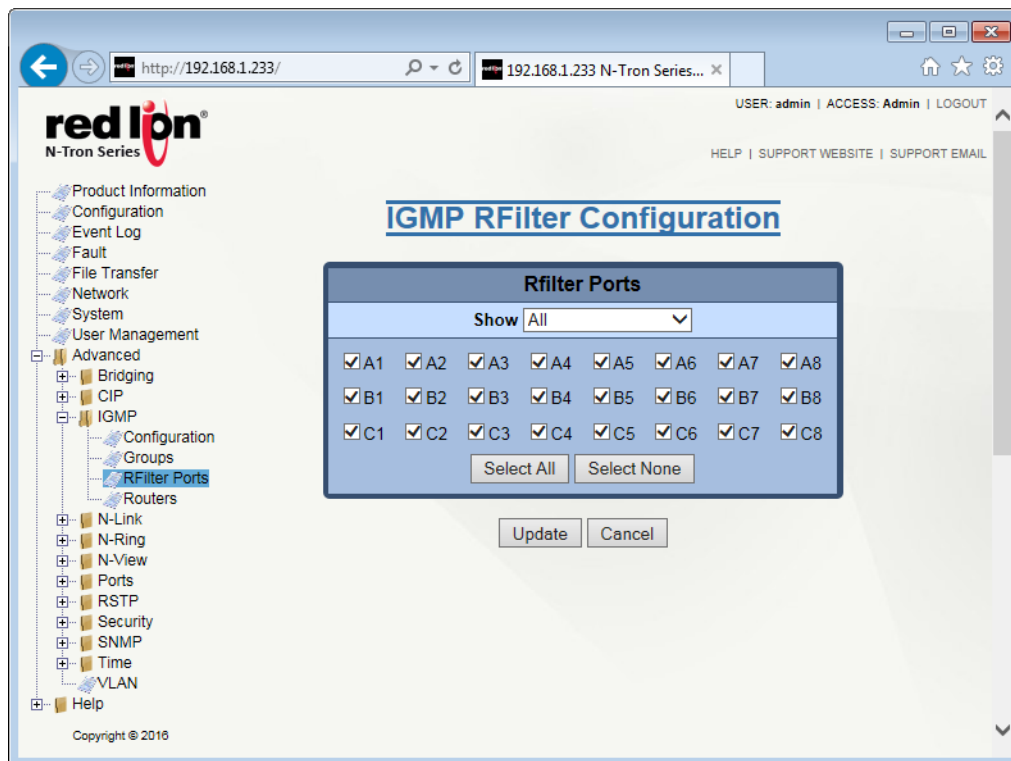 http://192.168.1.233/
192.168.1.233 N-Tron Series...
USER: admin | ACCESS: Admin | LOGOUT
red lion®
N-Tron Series
HELP | SUPPORT WEBSITE | SUPPORT EMAIL
Product Information
Configuration
Event Log
Fault
File Transfer
Network
System
User Management
Advanced
Bridging
CIP
IGMP
Configuration
Groups
RFilter Ports
Routers
N-Link
N-Ring
N-View
Ports
RSTP
Security
SNMP
Time
VLAN
Help
Copyright © 2016
IGMP RFilter Configuration
Rfilter Ports
Show All
A1 A2 A3 A4 A5 A6 A7 A8
B1 B2 B3 B4 B5 B6 B7 B8
C1 C2 C3 C4 C5 C6 C7 C8
Select All Select None
Update Cancel